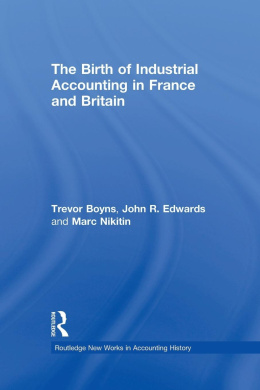 The Birth of Industrial
Accounting in France
and Britain
Trevor Boyns, John R. Edwards
and Marc Nikitin
ROUTLEDGE
Routledge New Works in Accounting History